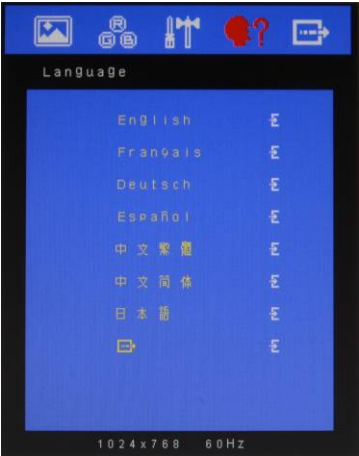 R
G B
?
Language
English
Français
Deutsch
Español
中文繁體
中文简体
日本語
1024x768 60Hz